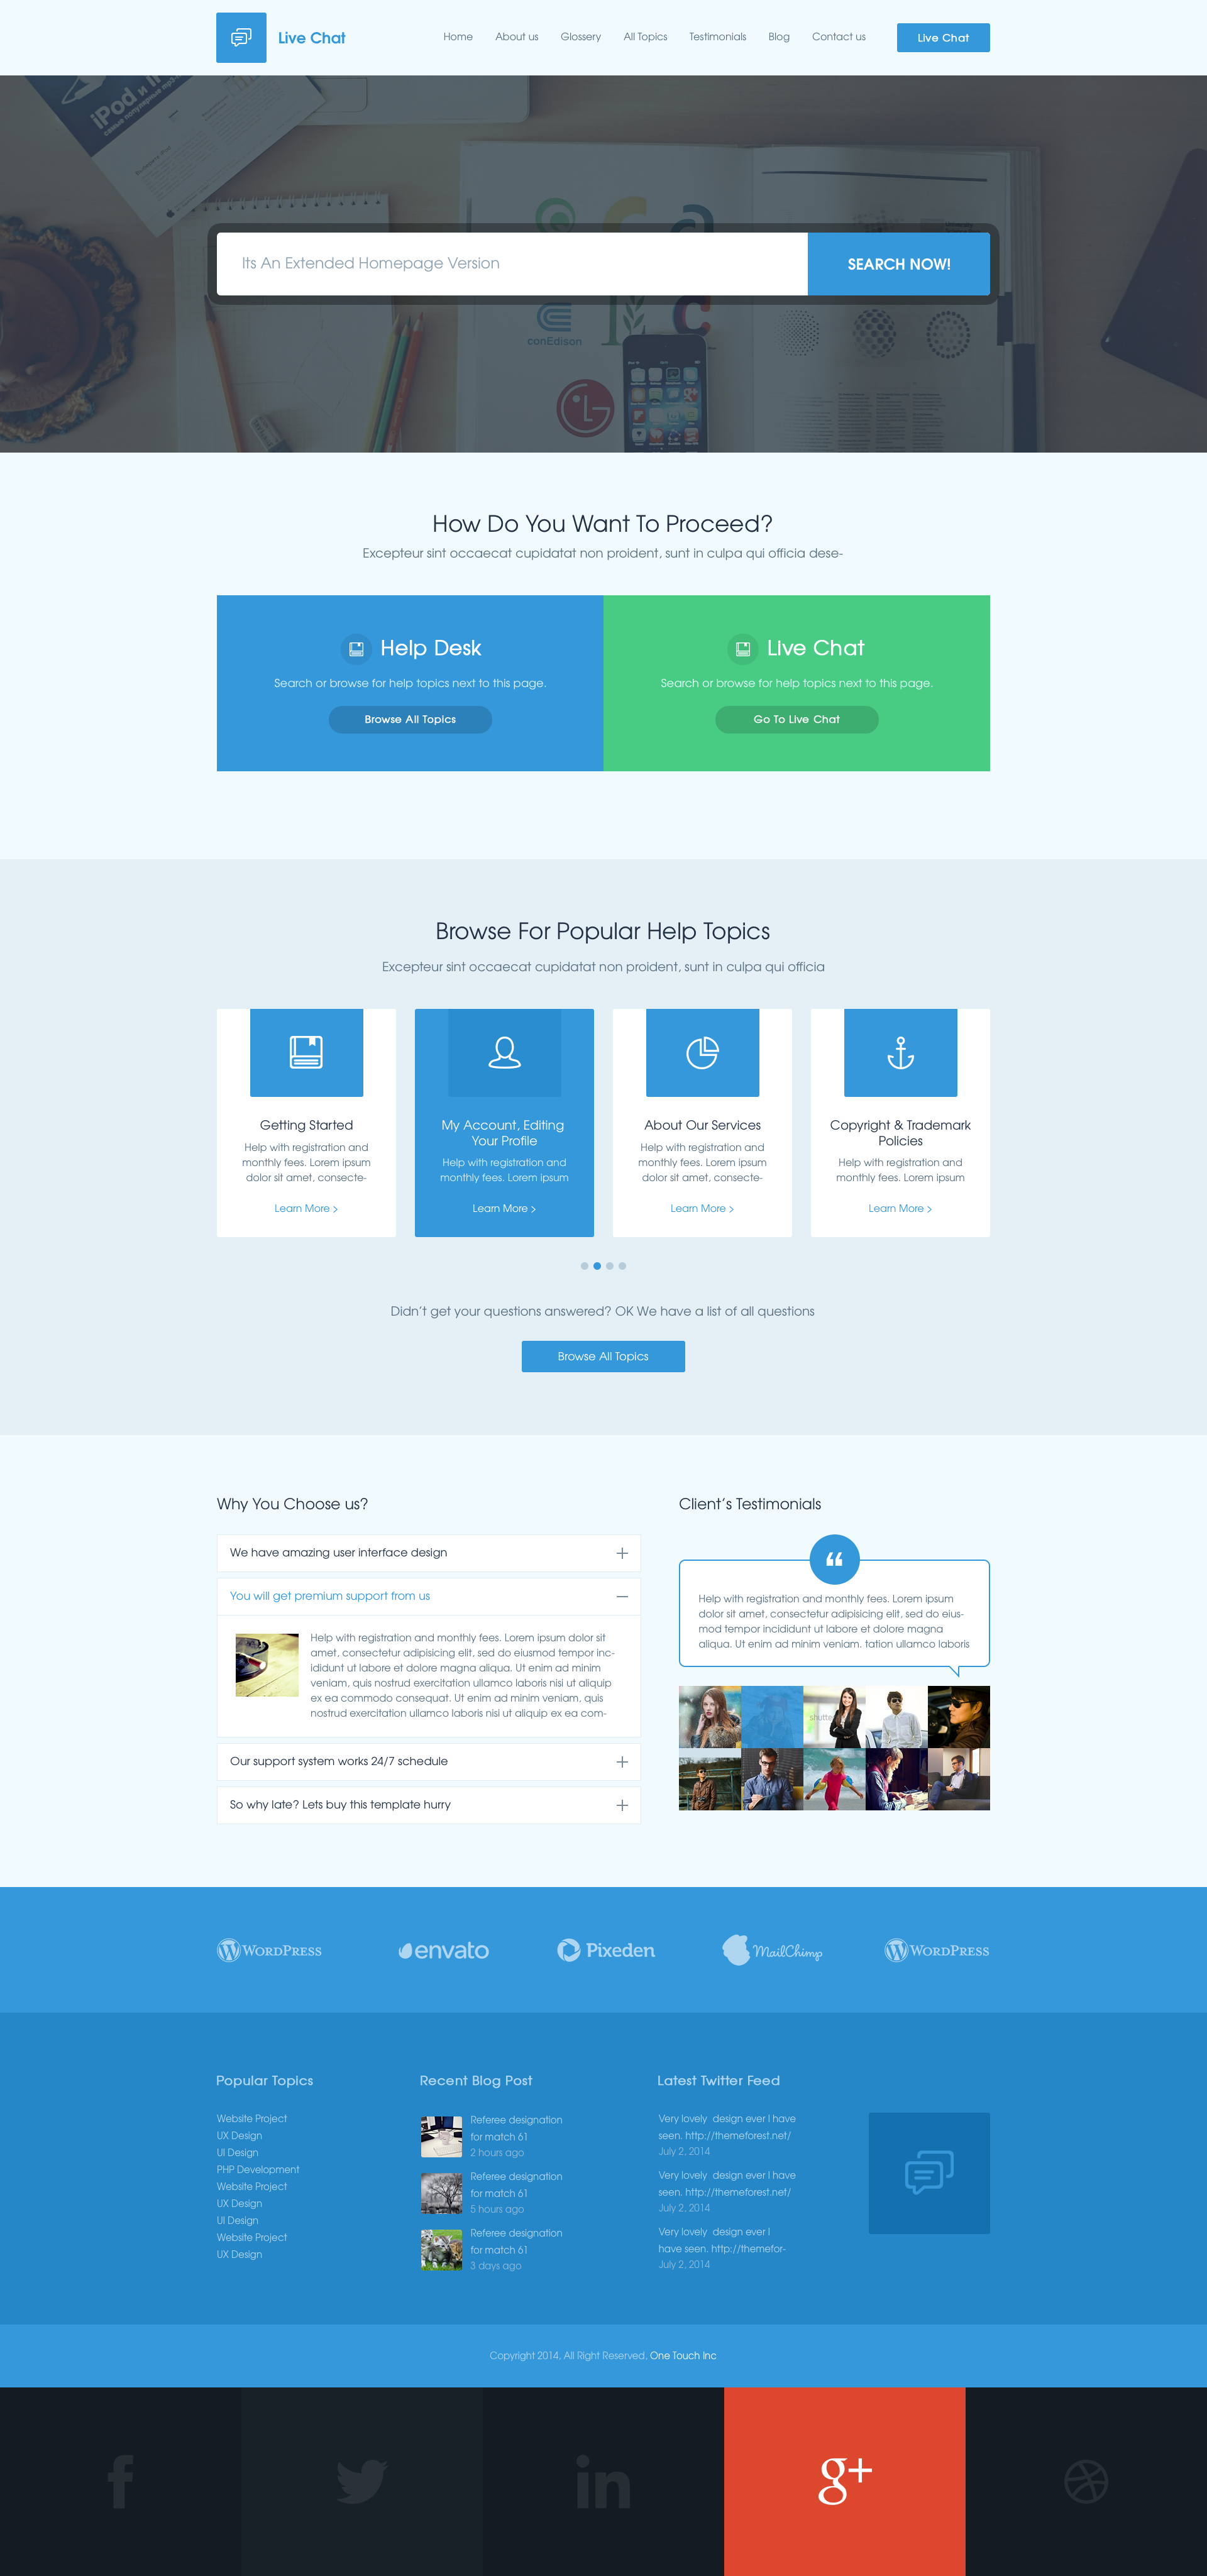 Live Chat
Home
About us
Glossery
All Topics
Testimonials
Blog
Contact us
Live Chat
iPod и
самые популярные
conEdison
LG
Its An Extended Homepage Version
SEARCH NOW!
How Do You Want To Proceed?
Excepteur sint occaecat cupidatat non proident, sunt in culpa qui officia dese-
Help Desk
Search or browse for help topics next to this page.
Browse All Topics
Live Chat
Search or browse for help topics next to this page.
Go To Live Chat
Browse For Popular Help Topics
Excepteur sint occaecat cupidatat non proident, sunt in culpa qui officia
Getting Started
Help with registration and
monthly fees. Lorem ipsum
dolor sit amet, consecte-
Learn More >
My Account, Editing
Your Profile
Help with registration and
monthly fees. Lorem ipsum
Learn More >
About Our Services
Help with registration and
monthly fees. Lorem ipsum
dolor sit amet, consecte-
Learn More >
Copyright & Trademark
Policies
Help with registration and
monthly fees. Lorem ipsum
Learn More >
Didn't get your questions answered? OK We have a list of all questions
Browse All Topics
Why You Choose us?
We have amazing user interface design
You will get premium support from us
Help with registration and monthly fees. Lorem ipsum dolor sit
amet, consectetur adipisicing elit, sed do eiusmod tempor inc-
ididunt ut labore et dolore magna aliqua. Ut enim ad minim
veniam, quis nostrud exercitation ullamco laboris nisi ut aliquip
ex ea commodo consequat. Ut enim ad minim veniam, quis
nostrud exercitation ullamco laboris nisi ut aliquip ex ea com-
Our support system works 24/7 schedule
So why late? Lets buy this template hurry
Client's Testimonials
Help with registration and monthly fees. Lorem ipsum
dolor sit amet, consectetur adipisicing elit, sed do eius-
mod tempor incididunt ut labore et dolore magna
aliqua. Ut enim ad minim veniam. tation ullamco laboris
shutte
WORDPRESS
envato
Pixeden
MailChimp
WORDPRESS
Popular Topics
Website Project
UX Design
UI Design
PHP Development
Website Project
UX Design
UI Design
Website Project
UX Design
Recent Blog Post
Referee designation
for match 61
2 hours ago
Referee designation
for match 61
5 hours ago
Referee designation
for match 61
3 days ago
Latest Twitter Feed
Very lovely design ever I have
seen. http://themeforest.net/
July 2, 2014
Very lovely design ever I have
seen. http://themeforest.net/
July 2, 2014
Very lovely design ever I
have seen. http://themefor-
July 2, 2014
Copyright 2014, All Right Reserved, One Touch Inc
f
in
g+